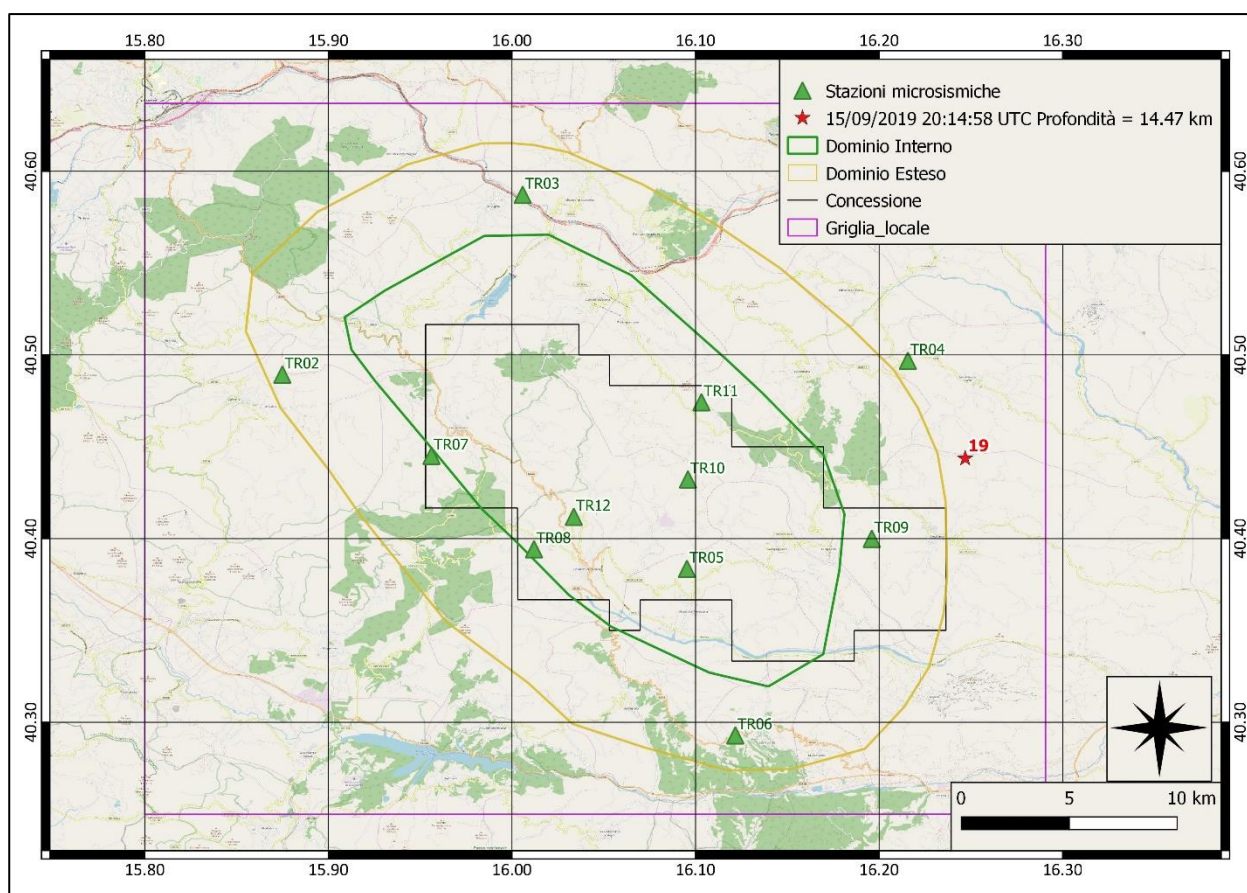 15.80 15.90 16.00 16.10 16.20 16.30
Stazioni microsismiche
15/09/2019 20:14:58 UTC Profondità = 14.47 km
Dominio Interno
Dominio Esteso
Concessione
Griglia_locale
40.60 40.60
TR03
40.50 40.50
TR02
TR04
TR11
TR07
19
TR10
TR12
40.40 40.40
TR08
TR09
TR05
40.30 40.30
TR06
0 5 10 km
15.80 15.90 16.00 16.10 16.20 16.30